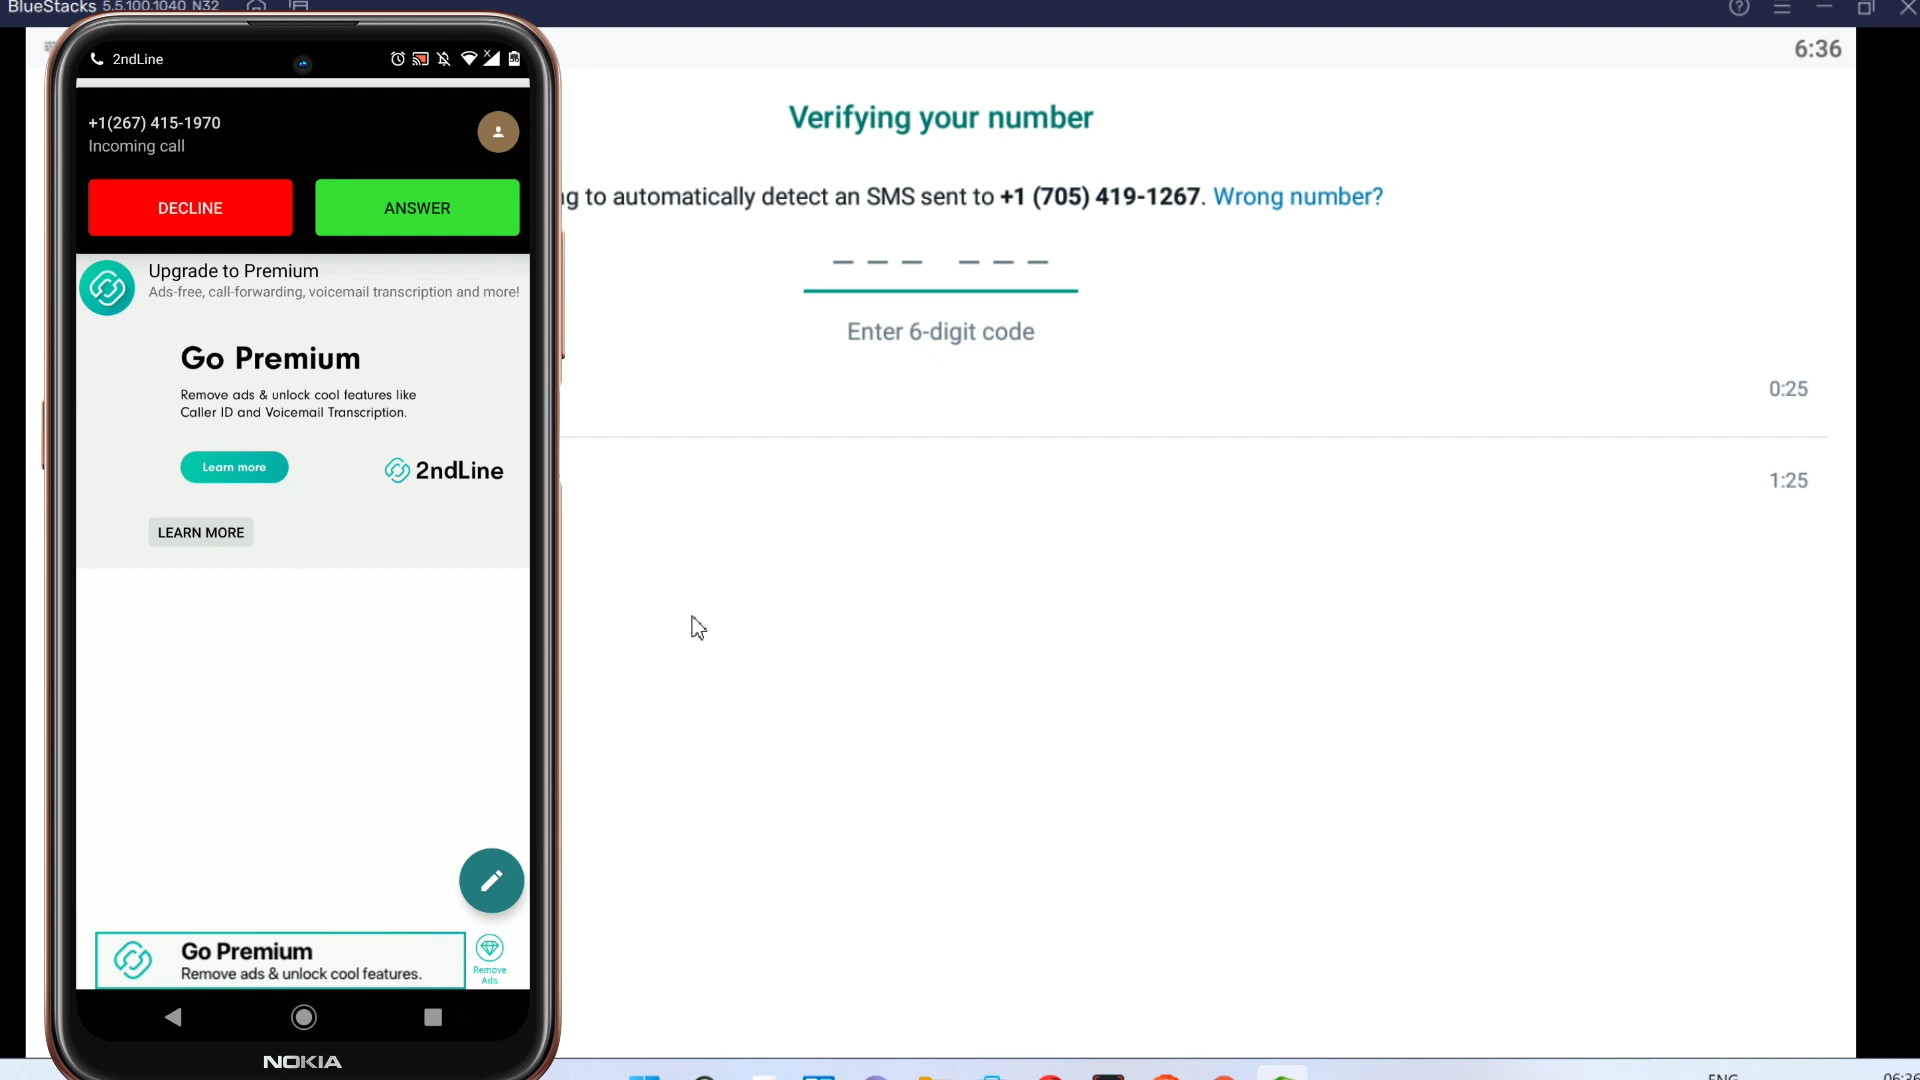 BlueStacks 5.5.100.1040 N32
6:36
2ndLine
+1(267) 415-1970
Incoming call
DECLINE
ANSWER
Upgrade to Premium
Ads-free, call-forwarding, voicemail transcription and more!
Go Premium
Remove ads & unlock cool features like
Caller ID and Voicemail Transcription.
Learn more
2ndLine
LEARN MORE
Go Premium
Remove ads & unlock cool features.
Remove
Ads
NOKIA
Verifying your number
ng to automatically detect an SMS sent to +1 (705) 419-1267. Wrong number?
Enter 6-digit code
0:25
1:25
ENG
06:36